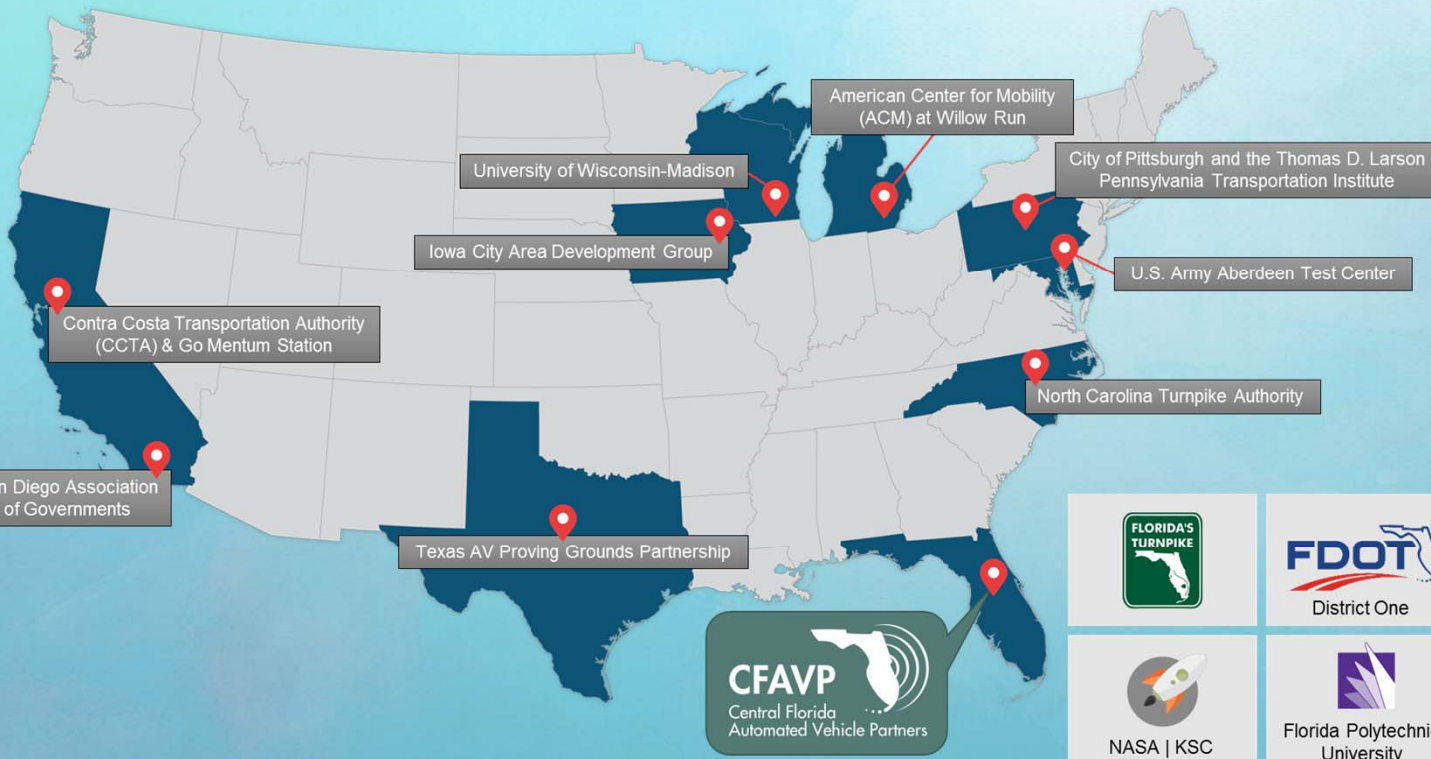 American Center for Mobility
(ACM) at Willow Run
University of Wisconsin-Madison
City of Pittsburgh and the Thomas D. Larson
Pennsylvania Transportation Institute
Iowa City Area Development Group
U.S. Army Aberdeen Test Center
Contra Costa Transportation Authority
(CCTA) & Go Mentum Station
North Carolina Turnpike Authority
n Diego Association
of Governments
Texas AV Proving Grounds Partnership
CFAVP
Central Florida
Automated Vehicle Partners
FLORIDA'S
TURNPIKE
FDOT
District One
NASA | KSC
Florida Polytechni
University